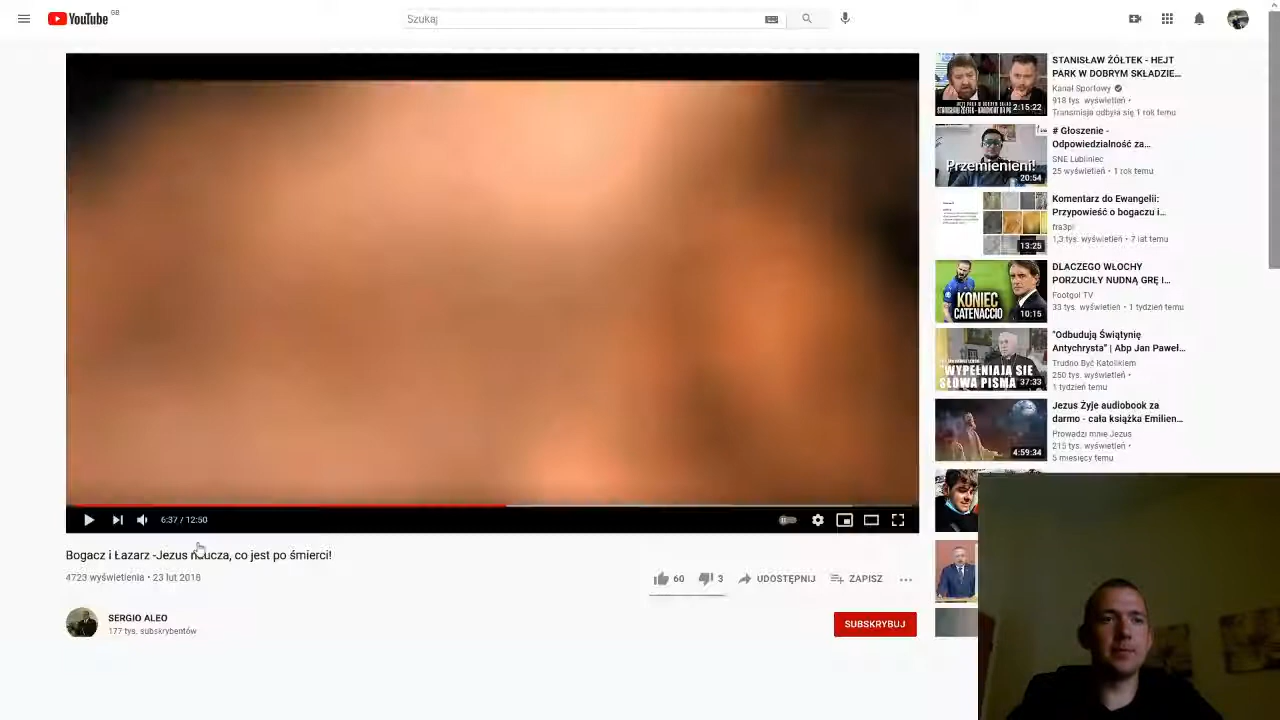 YouTube GB
Szukaj
6:37 / 12:50
Bogacz i Łazarz -Jezus naucza, co jest po śmierci!
4723 wyświetlenia • 23 lut 2018
60
3
UDOSTĘPNIJ
ZAPISZ
SERGIO ALEO
177 tys. subskrybentów
SUBSKRYBUJ
2:15:22
STANISŁAW ŻÓŁTEK - HEJT
PARK W DOBRYM SKŁADZIE...
Kanał Sportowy
918 tys. wyświetleń •
Transmisja odbyła się 1 rok temu
Przemienieni!
20:54
# Głoszenie -
Odpowiedzialność za...
SNE Lubliniec
25 wyświetleń • 1 rok temu
13:25
Komentarz do Ewangelii:
Przypowieść o bogaczu i...
fra3pl
1,3 tys. wyświetleń • 7 lat temu
KONIEC
CATENACCIO
10:15
DLACZEGO WŁOCHY
PORZUCIŁY NUDNĄ GRĘ I...
Footgol TV
33 tys. wyświetleń • 1 tydzień temu
"WYPEŁNIAJĄ SIĘ
SŁOWA PISMA
37:33
"Odbudują Świątynię
Antychrysta" | Abp Jan Paweł...
Trudno Być Katolikiem
250 tys. wyświetleń •
1 tydzień temu
4:59:34
Jezus Żyje audiobook za
darmo - cała książka Emilien...
Prowadzi mnie Jezus
215 tys. wyświetleń •
5 miesięcy temu